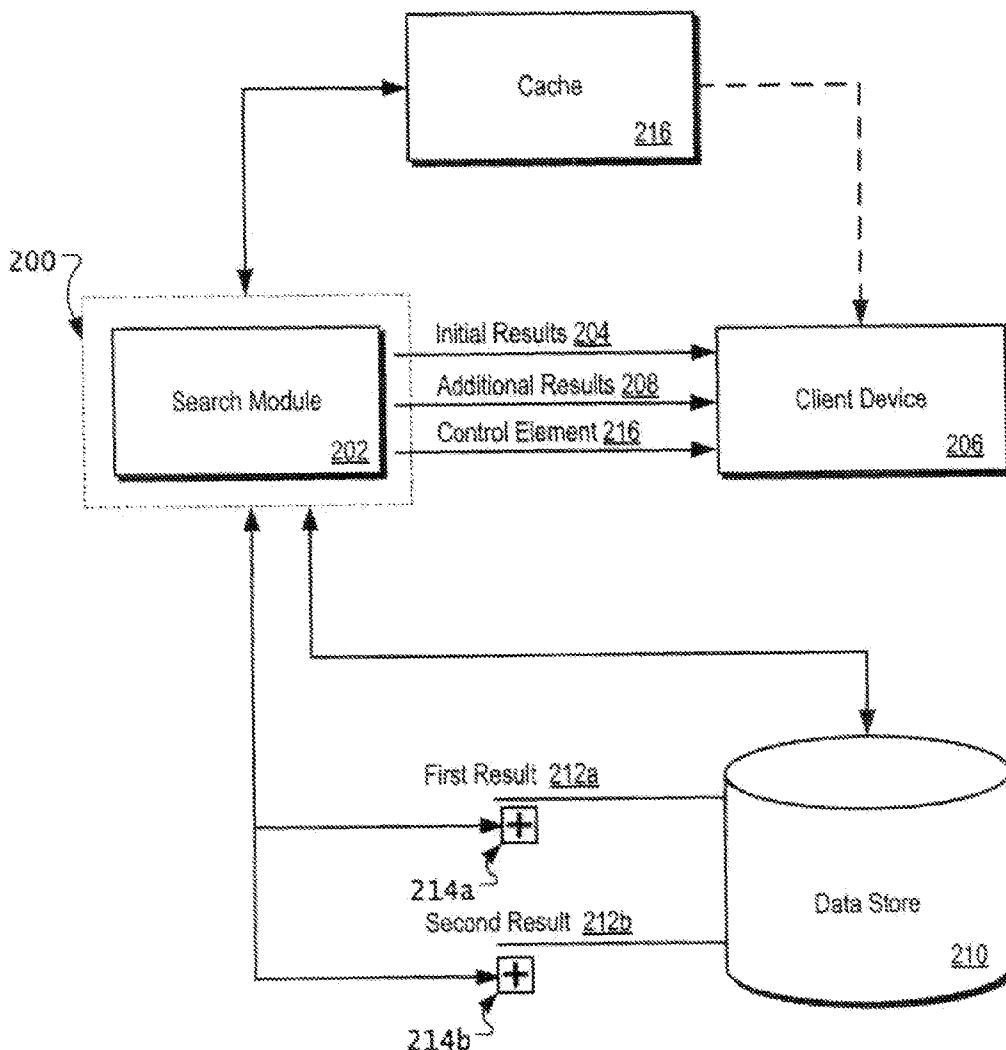 Cache
216
200
Initial Results 204
Additional Results 208
Control Element 216
Search Module
202
Client Device
206
First Result 212a
214a
Second Result 212b
214b
Data Store
210